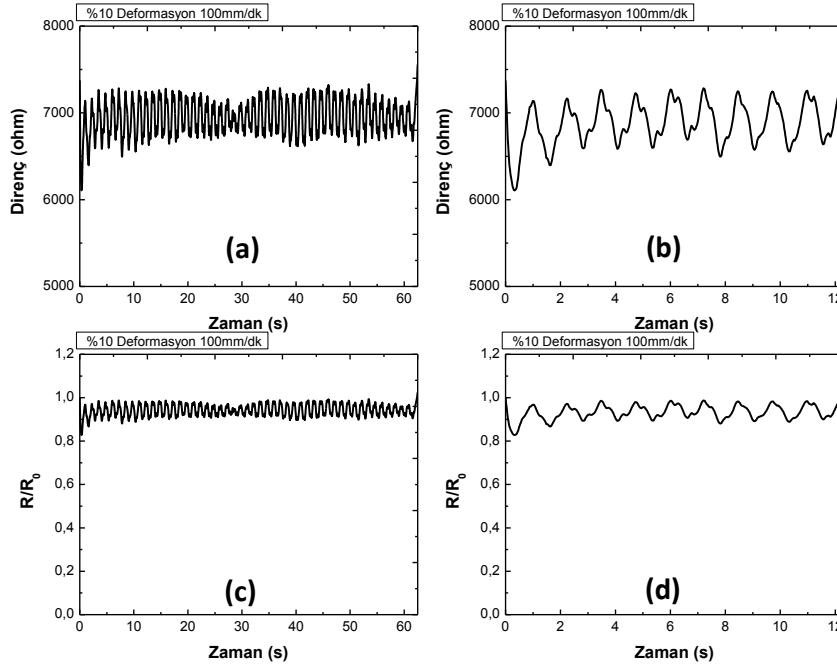 %10 Deformasyon 100mm/dk
8000
7000
6000
5000
Direnç (ohm)
(a)
0 10 20 30 40 50 60
Zaman (s)
%10 Deformasyon 100mm/dk
8000
7000
6000
5000
Direnç (ohm)
(b)
0 2 4 6 8 10 12
Zaman (s)
%10 Deformasyon 100mm/dk
1,2
1,0
0,8
0,6
0,4
0,2
0,0
R/R0
(c)
0 10 20 30 40 50 60
Zaman (s)
%10 Deformasyon 100mm/dk
1,2
1,0
0,8
0,6
0,4
0,2
0,0
R/R0
(d)
0 2 4 6 8 10 12
Zaman (s)